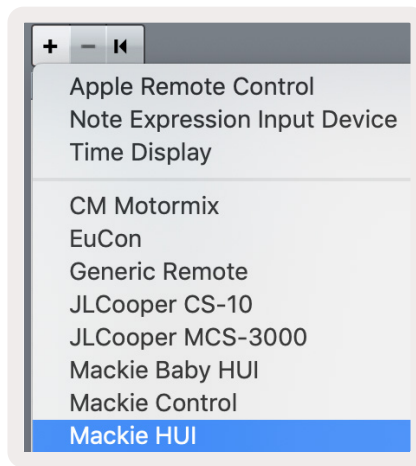 Apple Remote Control
Note Expression Input Device
Time Display
CM Motormix
EuCon
Generic Remote
JLCooper CS-10
JLCooper MCS-3000
Mackie Baby HUI
Mackie Control
Mackie HUI